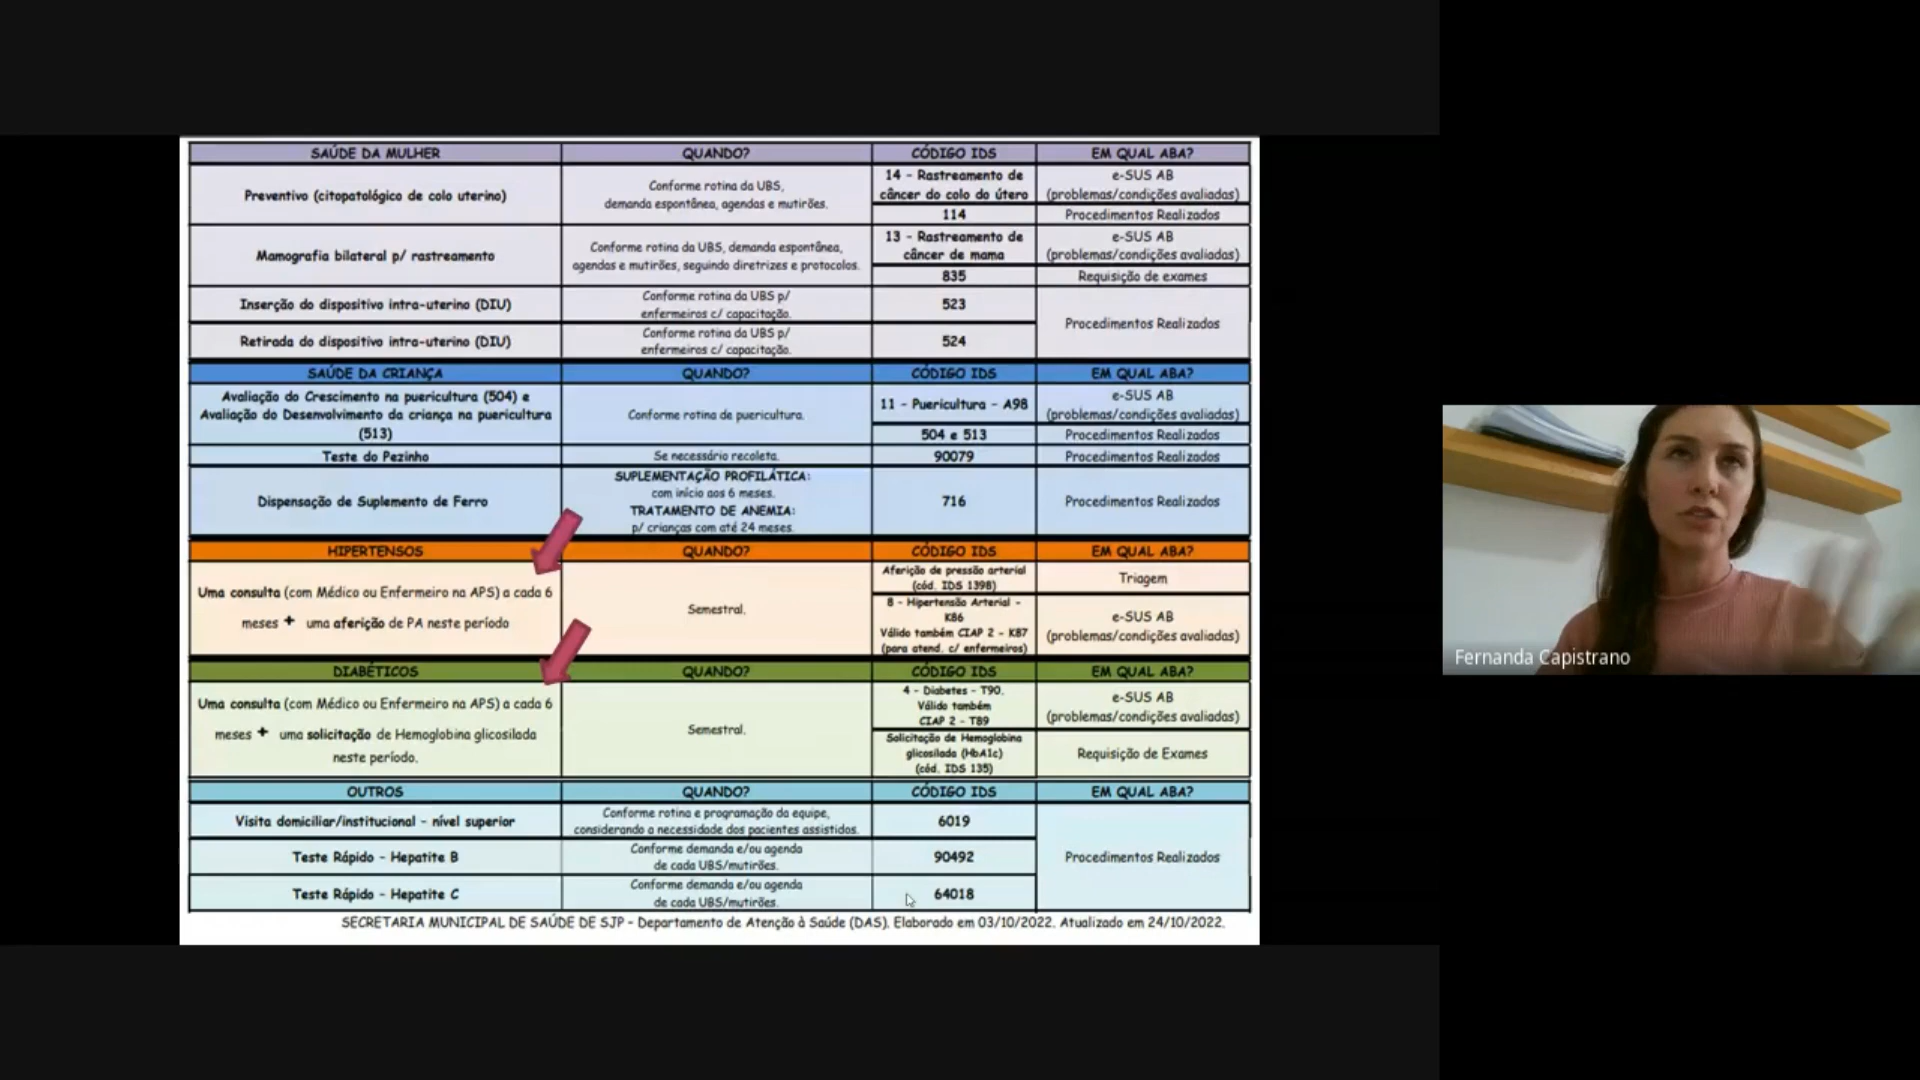 SAÚDE DA MULHER QUANDO? CÓDIGO IDS EM QUAL ABA?
Preventivo (citopatológico de colo uterino)
Conforme rotina da UBS,
demanda espontânea, agendas e mutirões.
14 - Rastreamento de
câncer do colo do útero
e-SUS AB
(problemas/condições avaliadas)
114
Procedimentos Realizados
Mamografia bilateral p/ rastreamento
Conforme rotina da UBS, demanda espontânea,
agendas e mutirões, seguindo diretrizes e protocolos.
13 - Rastreamento de
câncer de mama
e-SUS AB
(problemas/condições avaliadas)
835
Requisição de exames
Inserção do dispositivo intra-uterino (DIU)
Conforme rotina da UBS p/
enfermeiros c/ capacitação.
523
Procedimentos Realizados
Retirada do dispositivo intra-uterino (DIU)
Conforme rotina da UBS p/
enfermeiros c/ capacitação.
524
SAÚDE DA CRIANÇA QUANDO? CÓDIGO IDS EM QUAL ABA?
Avaliação do Crescimento na puericultura (504) e
Avaliação do Desenvolvimento da criança na puericultura
(513)
Conforme rotina de puericultura.
11 - Puericultura - A98
e-SUS AB
(problemas/condições avaliadas)
504 e 513
Procedimentos Realizados
Teste do Pezinho
Se necessário recoleta.
90079
Procedimentos Realizados
Dispensação de Suplemento de Ferro
SUPLEMENTAÇÃO PROFILÁTICA:
com início aos 6 meses.
TRATAMENTO DE ANEMIA:
p/ crianças com até 24 meses.
716
Procedimentos Realizados
HIPERTENSOS QUANDO? CÓDIGO IDS EM QUAL ABA?
Uma consulta (com Médico ou Enfermeiro na APS) a cada 6
meses + uma aferição de PA neste período
Semestral.
Aferição de pressão arterial
(cód. IDS 1398)
Triagem
8 - Hipertensão Arterial -
K86
Válido também CIAP 2 - K87
(para atend. c/ enfermeiros)
e-SUS AB
(problemas/condições avaliadas)
DIABÉTICOS QUANDO? CÓDIGO IDS EM QUAL ABA?
Uma consulta (com Médico ou Enfermeiro na APS) a cada 6
meses + uma solicitação de Hemoglobina glicosilada
neste período.
Semestral.
4 - Diabetes - T90.
Válido também
CIAP 2 - T89
e-SUS AB
(problemas/condições avaliadas)
Solicitação de Hemoglobina
glicosilada (HbA1c)
(cód. IDS 135)
Requisição de Exames
OUTROS QUANDO? CÓDIGO IDS EM QUAL ABA?
Visita domiciliar/institucional - nível superior
Conforme rotina e programação da equipe,
considerando a necessidade dos pacientes assistidos.
6019
Procedimentos Realizados
Teste Rápido - Hepatite B
Conforme demanda e/ou agenda
de cada UBS/mutirões.
90492
Teste Rápido - Hepatite C
Conforme demanda e/ou agenda
de cada UBS/mutirões.
64018
SECRETARIA MUNICIPAL DE SAÚDE DE SJP - Departamento de Atenção à Saúde (DAS). Elaborado em 03/10/2022. Atualizado em 24/10/2022.
Fernanda Capistrano